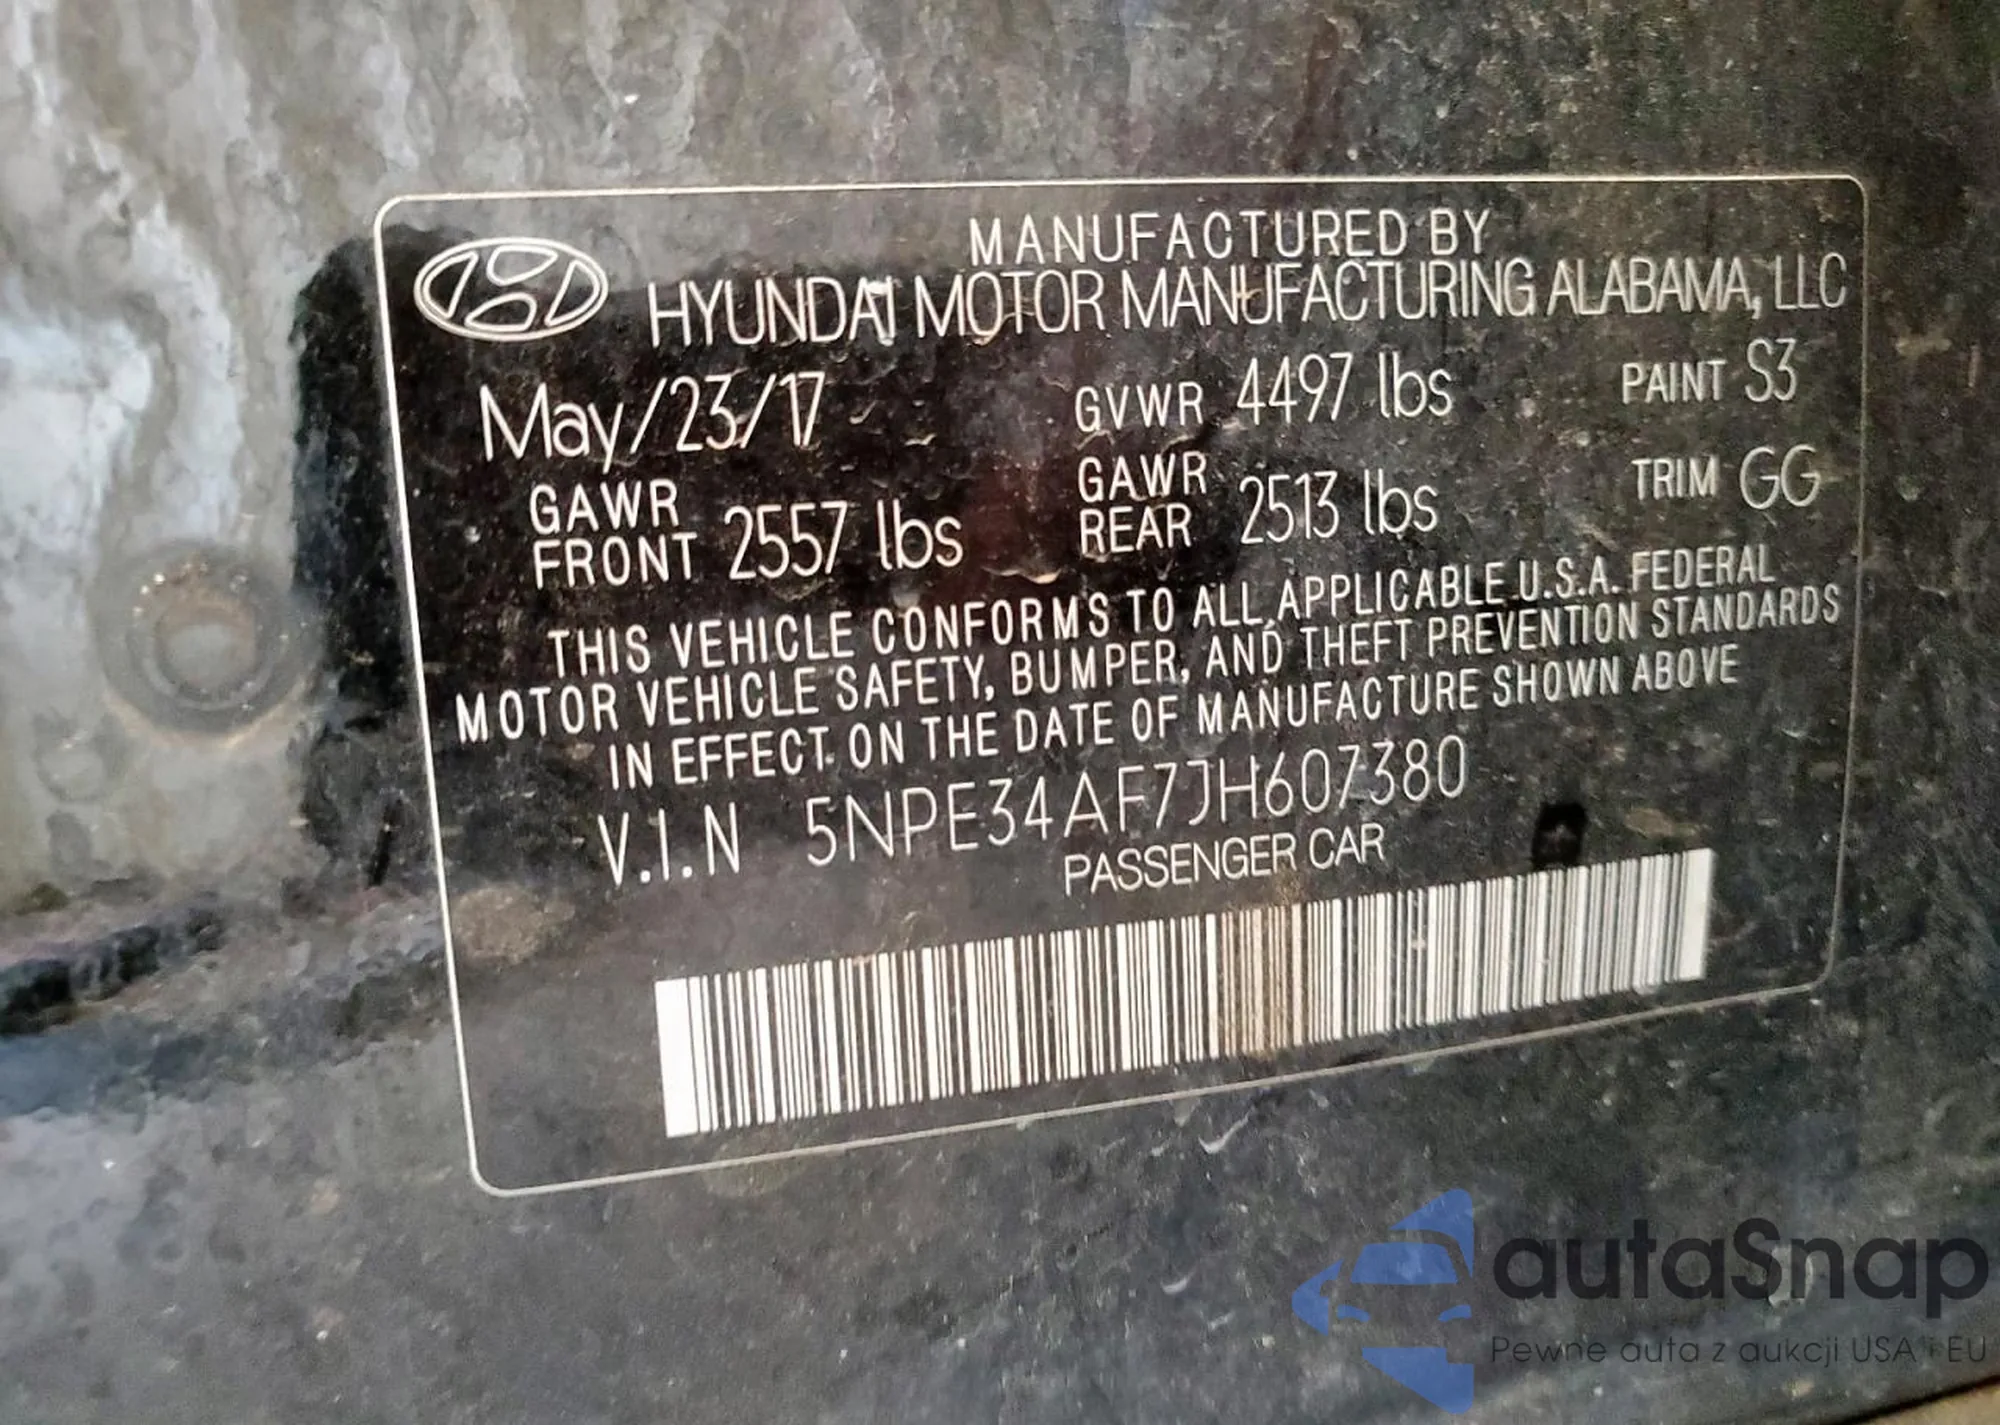 MANUFACTURED BY
HYUNDAI MOTOR MANUFACTURING ALABAMA, LLC
May/23/17 GVWR 4497 lbs PAINT S3
GAWR FRONT 2557 lbs GAWR REAR 2513 lbs TRIM GG
THIS VEHICLE CONFORMS TO ALL APPLICABLE U.S.A. FEDERAL
MOTOR VEHICLE SAFETY, BUMPER, AND THEFT PREVENTION STANDARDS
IN EFFECT ON THE DATE OF MANUFACTURE SHOWN ABOVE
V.I.N 5NPE34AF7JH607380
PASSENGER CAR
autaSnap
Pewne auta z aukcji USA i EU